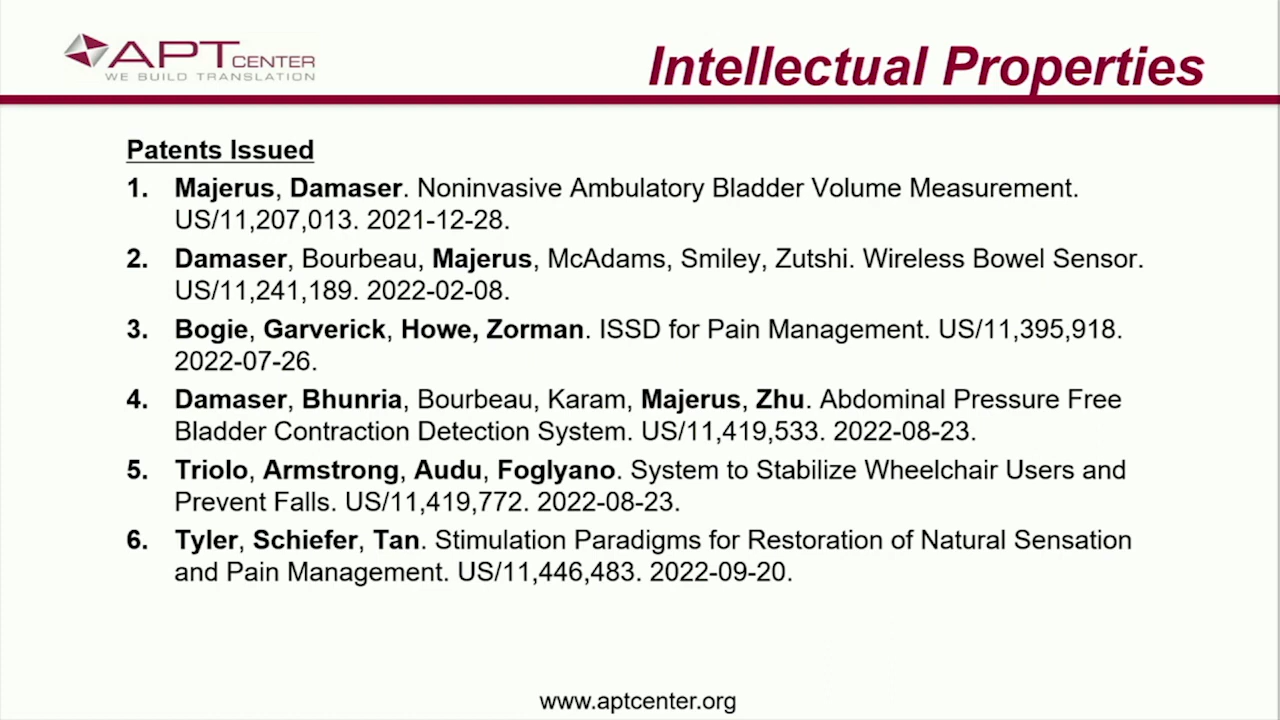 APTCENTER
WE BUILD TRANSLATION
Intellectual Properties
Patents Issued
1. Majerus, Damaser. Noninvasive Ambulatory Bladder Volume Measurement.
US/11,207,013. 2021-12-28.
2. Damaser, Bourbeau, Majerus, McAdams, Smiley, Zutshi. Wireless Bowel Sensor.
US/11,241,189. 2022-02-08.
3. Bogie, Garverick, Howe, Zorman. ISSD for Pain Management. US/11,395,918.
2022-07-26.
4. Damaser, Bhunria, Bourbeau, Karam, Majerus, Zhu. Abdominal Pressure Free
Bladder Contraction Detection System. US/11,419,533. 2022-08-23.
5. Triolo, Armstrong, Audu, Foglyano. System to Stabilize Wheelchair Users and
Prevent Falls. US/11,419,772. 2022-08-23.
6. Tyler, Schiefer, Tan. Stimulation Paradigms for Restoration of Natural Sensation
and Pain Management. US/11,446,483. 2022-09-20.
www.aptcenter.org